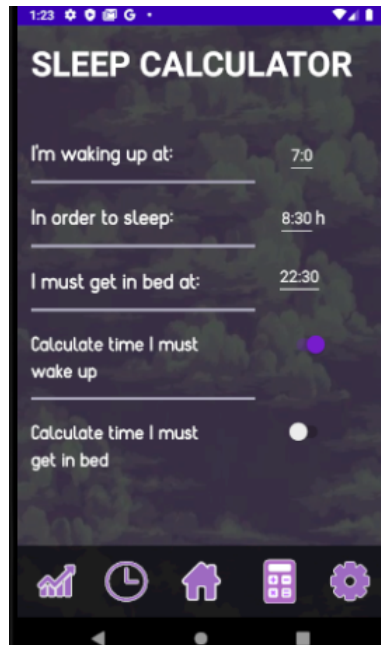 1:23 G
SLEEP CALCULATOR
I'm waking up at: 7:0
In order to sleep: 8:30 h
I must get in bed at: 22:30
Calculate time I must
wake up
Calculate time I must
get in bed